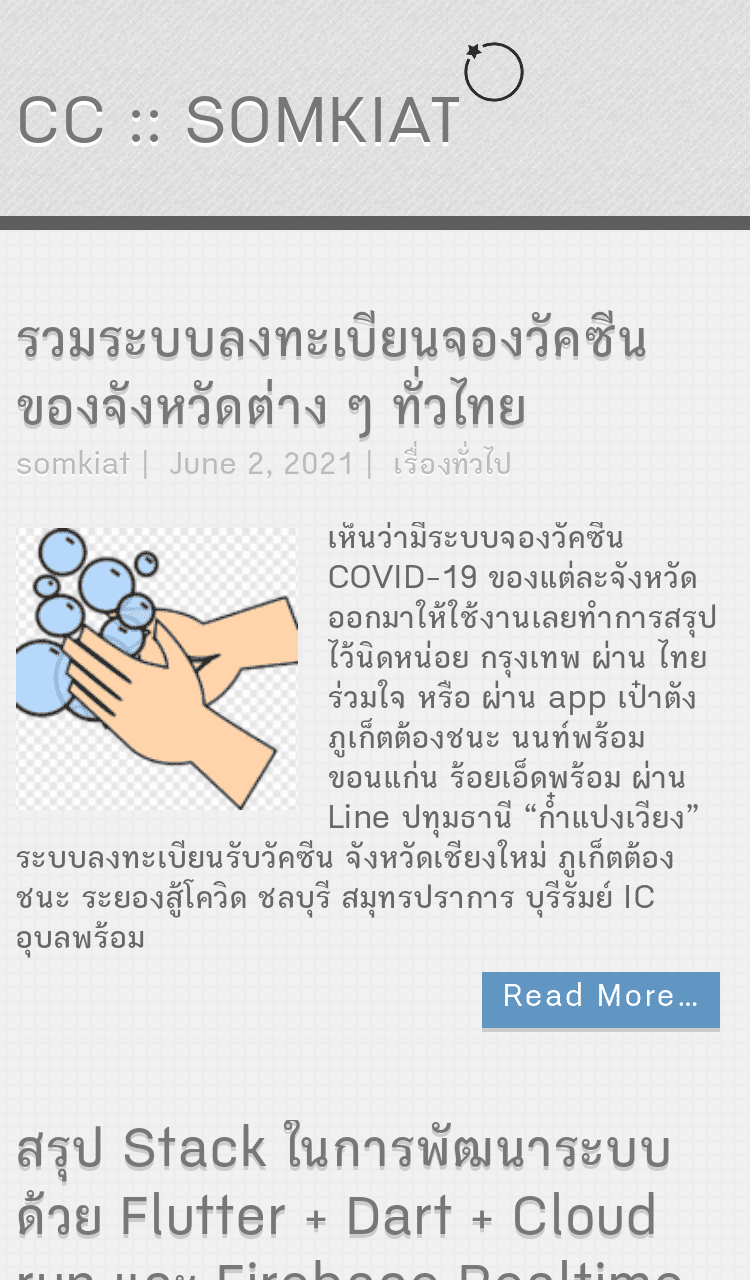 CC :: SOMKIAT
รวมระบบลงทะเบียนจองวัคซีน
ของจังหวัดต่าง ๆ ทั่วไทย
somkiat | June 2, 2021 | เรื่องทั่วไป
เห็นว่ามีระบบจองวัคซีน
COVID-19 ของแต่ละจังหวัด
ออกมาให้ใช้งานเลยทำการสรุป
ไว้นิดหน่อย กรุงเทพ ผ่าน ไทย
ร่วมใจ หรือ ผ่าน app เป๋าตัง
ภูเก็ตต้องชนะ นนท์พร้อม
ขอนแก่น ร้อยเอ็ดพร้อม ผ่าน
Line ปทุมธานี “ก๋ำแปงเวียง”
ระบบลงทะเบียนรับวัคซีน จังหวัดเชียงใหม่ ภูเก็ตต้อง
ชนะ ระยองสู้โควิด ชลบุรี สมุทรปราการ บุรีรัมย์ IC
อุบลพร้อม
Read More…
สรุป Stack ในการพัฒนาระบบ
ด้วย Flutter + Dart + Cloud
run และ Firebase Realtime